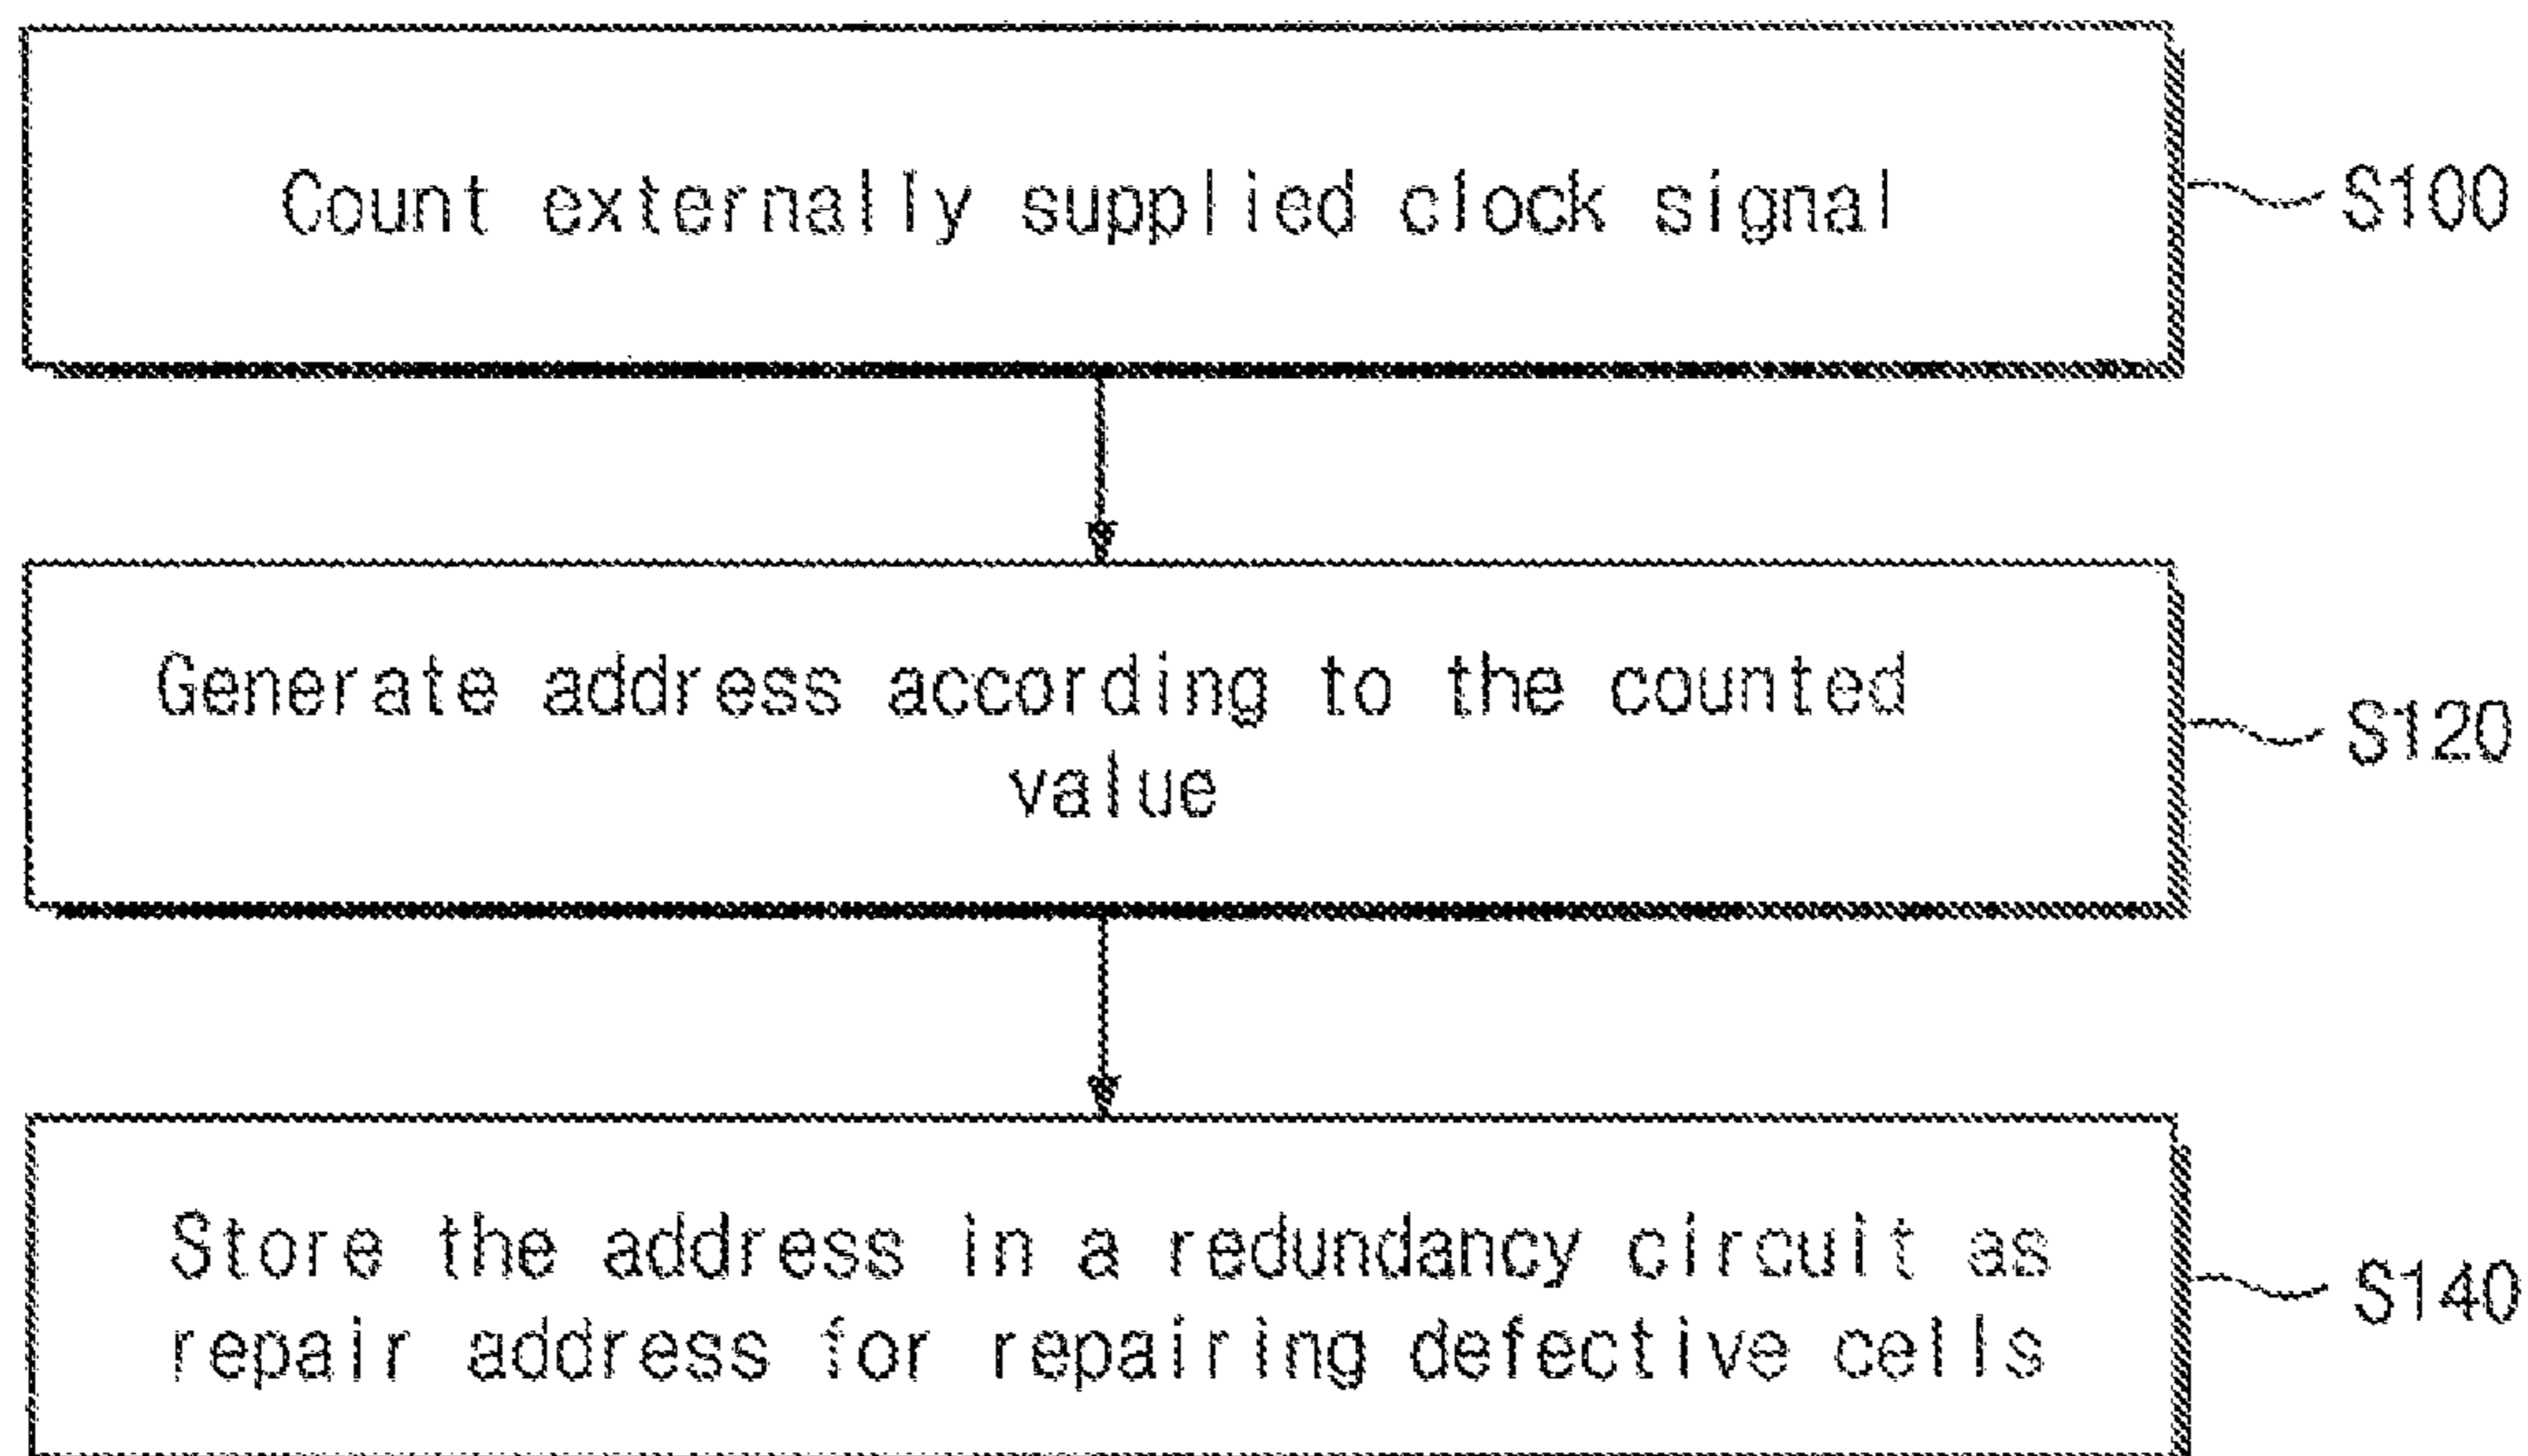 Count externally supplied clock signal
S100
Generate address according to the counted
value
S120
Store the address in a redundancy circuit as
repair address for repairing defective cells
S140